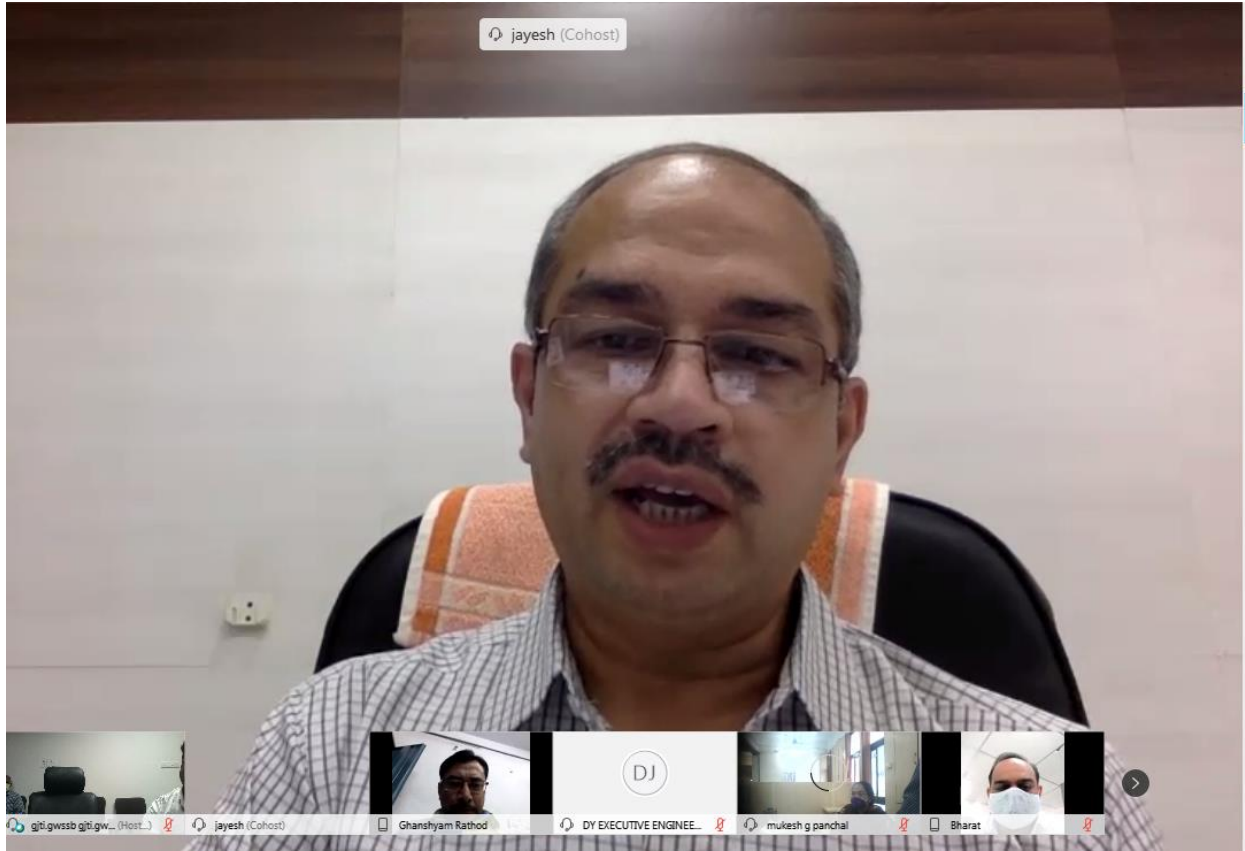 jayesh (Cohost)
DJ
gjti.gwssb gjti.gw... (Host...)
jayesh (Cohost)
Ghanshyam Rathod
DY EXECUTIVE ENGINEE...
mukesh g panchal
Bharat